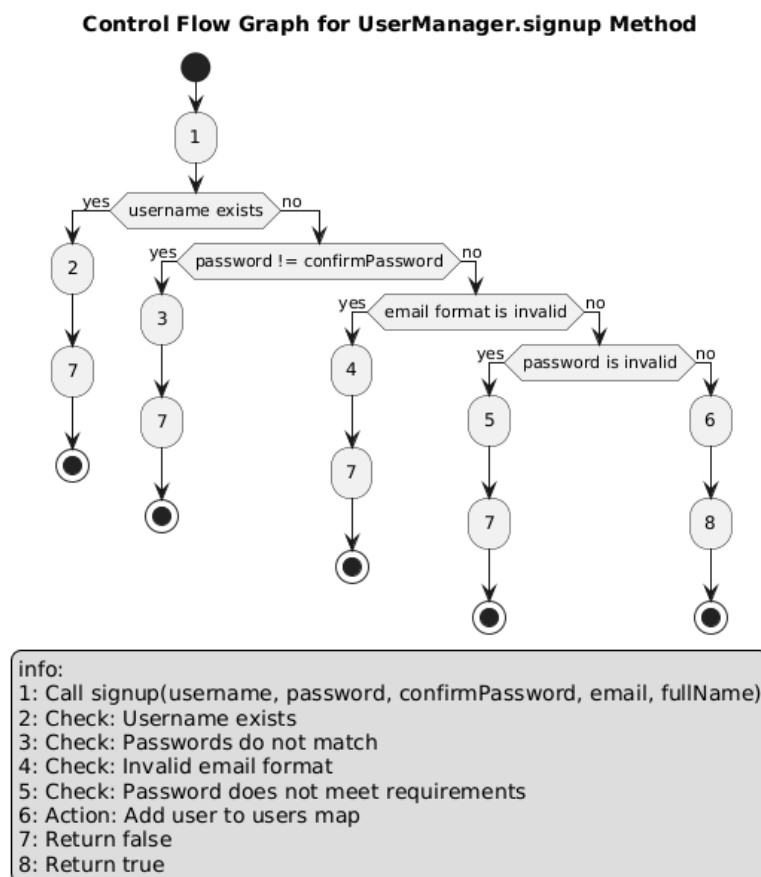 Control Flow Graph for UserManager.signup Method
1
yes
username exists
no
2
yes
password != confirmPassword
no
3
yes
email format is invalid
no
7
4
yes
password is invalid
no
7
5
6
7
7
8
info:
1: Call signup(username, password, confirmPassword, email, fullName)
2: Check: Username exists
3: Check: Passwords do not match
4: Check: Invalid email format
5: Check: Password does not meet requirements
6: Action: Add user to users map
7: Return false
8: Return true